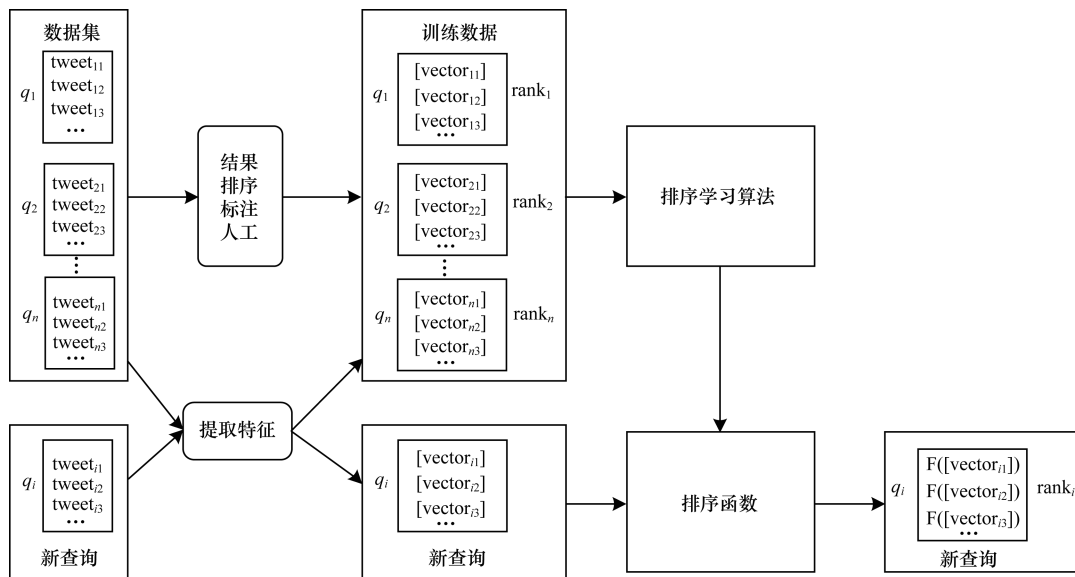 数据集
q₁
tweet₁₁
tweet₁₂
tweet₁₃
...
q₂
tweet₂₁
tweet₂₂
tweet₂₃
...
qₙ
tweetₙ₁
tweetₙ₂
tweetₙ₃
...
结果
排序
标注
人工
训练数据
q₁
[vector₁₁]
[vector₁₂]
[vector₁₃]
...
rank₁
q₂
[vector₂₁]
[vector₂₂]
[vector₂₃]
...
rank₂
qₙ
[vectorₙ₁]
[vectorₙ₂]
[vectorₙ₃]
...
rankₙ
排序学习算法
提取特征
qᵢ
tweetᵢ₁
tweetᵢ₂
tweetᵢ₃
...
新查询
qᵢ
[vectorᵢ₁]
[vectorᵢ₂]
[vectorᵢ₃]
...
新查询
排序函数
qᵢ
F([vectorᵢ₁])
F([vectorᵢ₂])
F([vectorᵢ₃])
...
rankᵢ
新查询